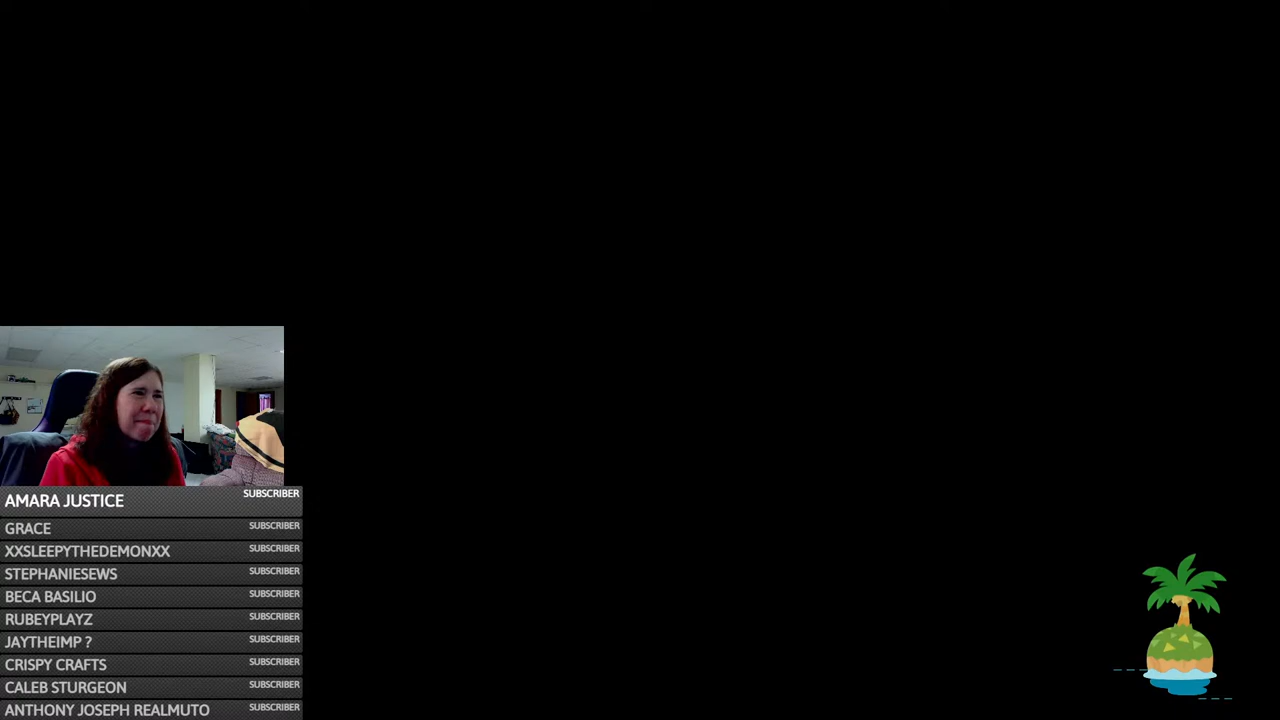 AMARA JUSTICE SUBSCRIBER
GRACE SUBSCRIBER
XXSLEEPYTHEDEMONXX SUBSCRIBER
STEPHANIESEWS SUBSCRIBER
BECA BASILIO SUBSCRIBER
RUBEYPLAYZ SUBSCRIBER
JAYTHEIMP ? SUBSCRIBER
CRISPY CRAFTS SUBSCRIBER
CALEB STURGEON SUBSCRIBER
ANTHONY JOSEPH REALMUTO SUBSCRIBER